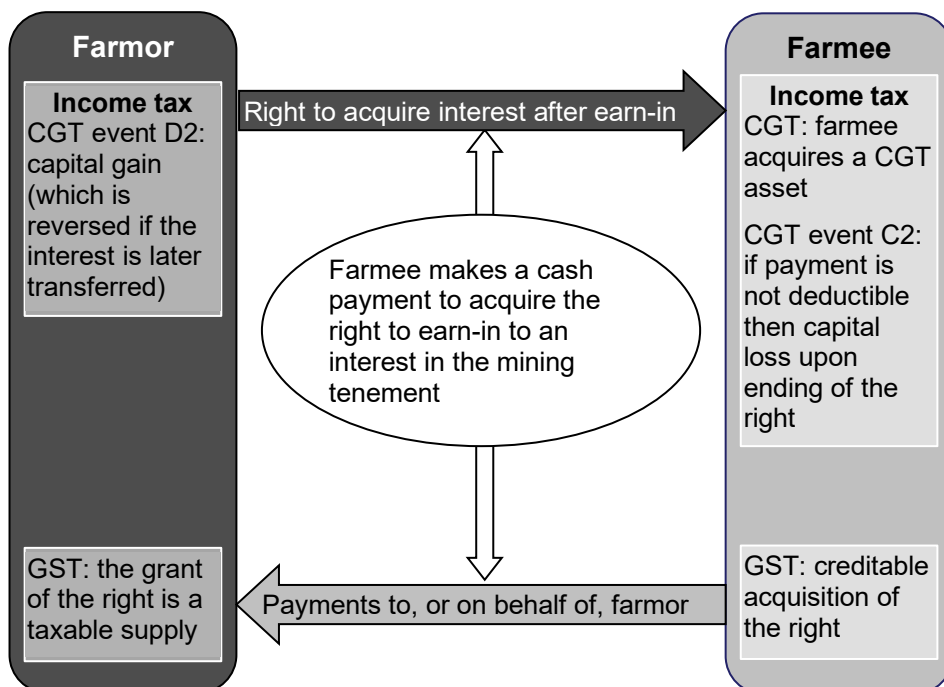 Farmor
Income tax
CGT event D2:
capital gain
(which is
reversed if the
interest is later
transferred)
GST: the grant
of the right is a
taxable supply
Right to acquire interest after earn-in
Farmee makes a cash
payment to acquire the
right to earn-in to an
interest in the mining
tenement
Payments to, or on behalf of, farmor
Farmee
Income tax
CGT: farmee
acquires a CGT
asset
CGT event C2:
if payment is
not deductible
then capital
loss upon
ending of the
right
GST: creditable
acquisition of
the right